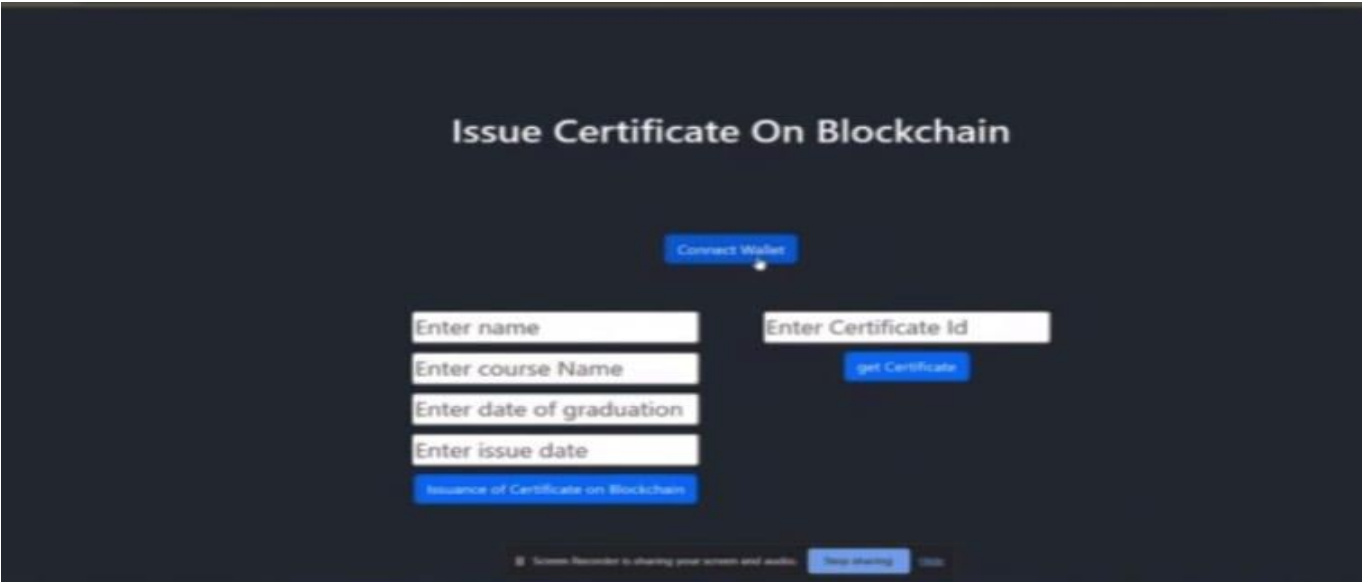 Issue Certificate On Blockchain
Connect Wallet
Enter name
Enter course Name
Enter date of graduation
Enter issue date
Issuance of Certificate on Blockchain
Enter Certificate Id
get Certificate
Screen Recorder is sharing your screen and audio. Stop sharing Hide